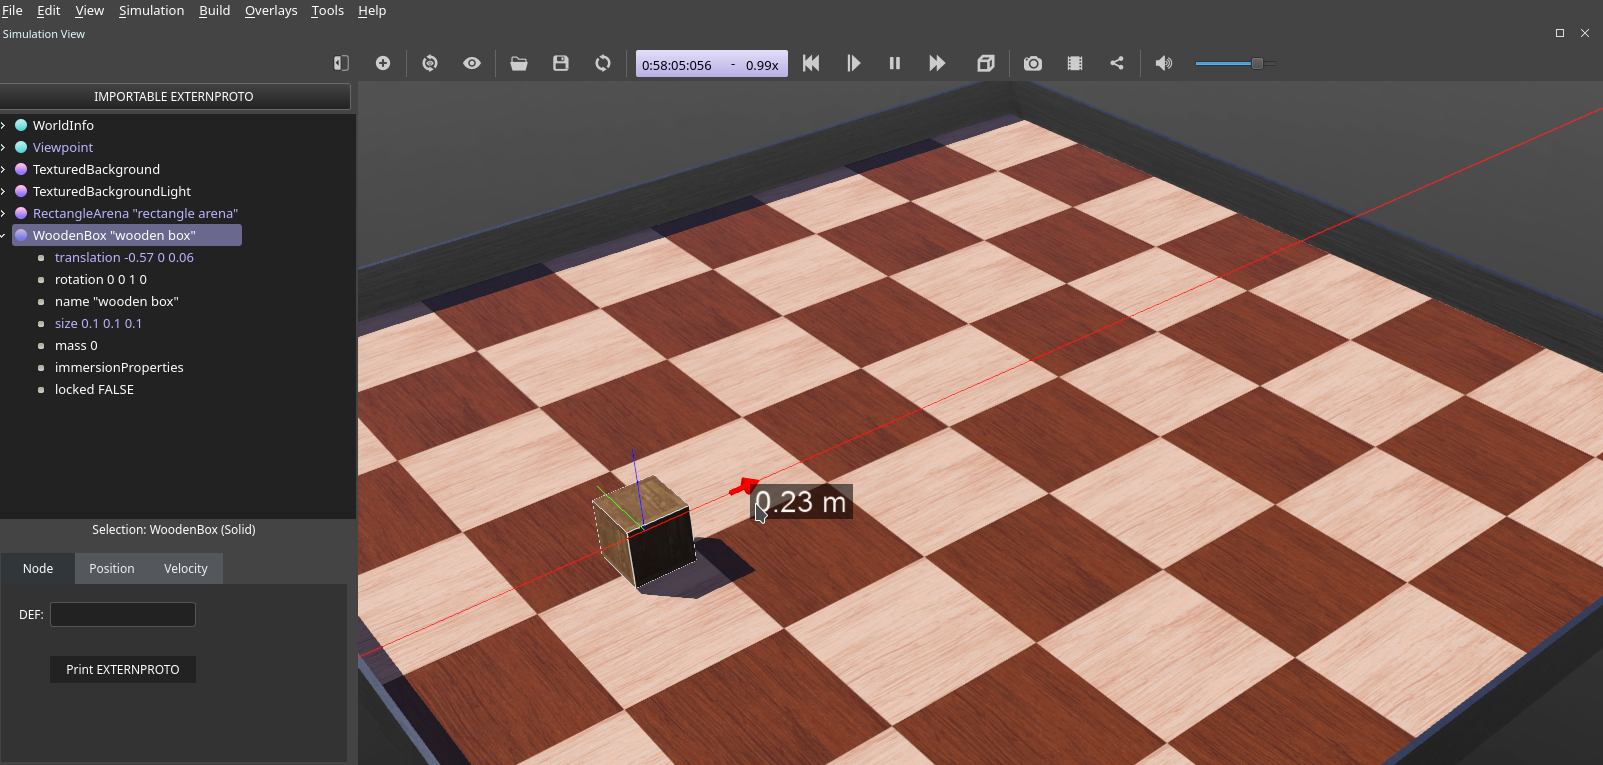 File Edit View Simulation Build Overlays Tools Help
Simulation View
0:58:05:056 - 0.99x
IMPORTABLE EXTERNPROTO
WorldInfo
Viewpoint
TexturedBackground
TexturedBackgroundLight
RectangleArena "rectangle arena"
WoodenBox "wooden box"
translation -0.57 0 0.06
rotation 0 0 1 0
name "wooden box"
size 0.1 0.1 0.1
mass 0
immersionProperties
locked FALSE
0.23 m
Selection: WoodenBox (Solid)
Node Position Velocity
DEF:
Print EXTERNPROTO